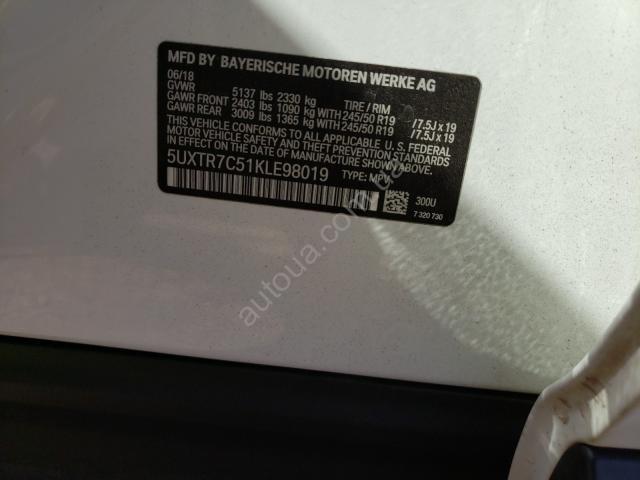 MFD BY BAYERISCHE MOTOREN WERKE AG
06/18
GVWR 5137 lbs 2330 kg TIRE / RIM
GAWR FRONT 2403 lbs 1090 kg WITH 245/50 R19 /7.5J x 19
GAWR REAR 3009 lbs 1365 kg WITH 245/50 R19 /7.5J x 19
THIS VEHICLE CONFORMS TO ALL APPLICABLE U.S. FEDERAL
MOTOR VEHICLE SAFETY AND THEFT PREVENTION STANDARDS
IN EFFECT ON THE DATE OF MANUFACTURE SHOWN ABOVE.
5UXTR7C51KLE98019 TYPE: MPV
300U
7 320 730
autoua.com.ua